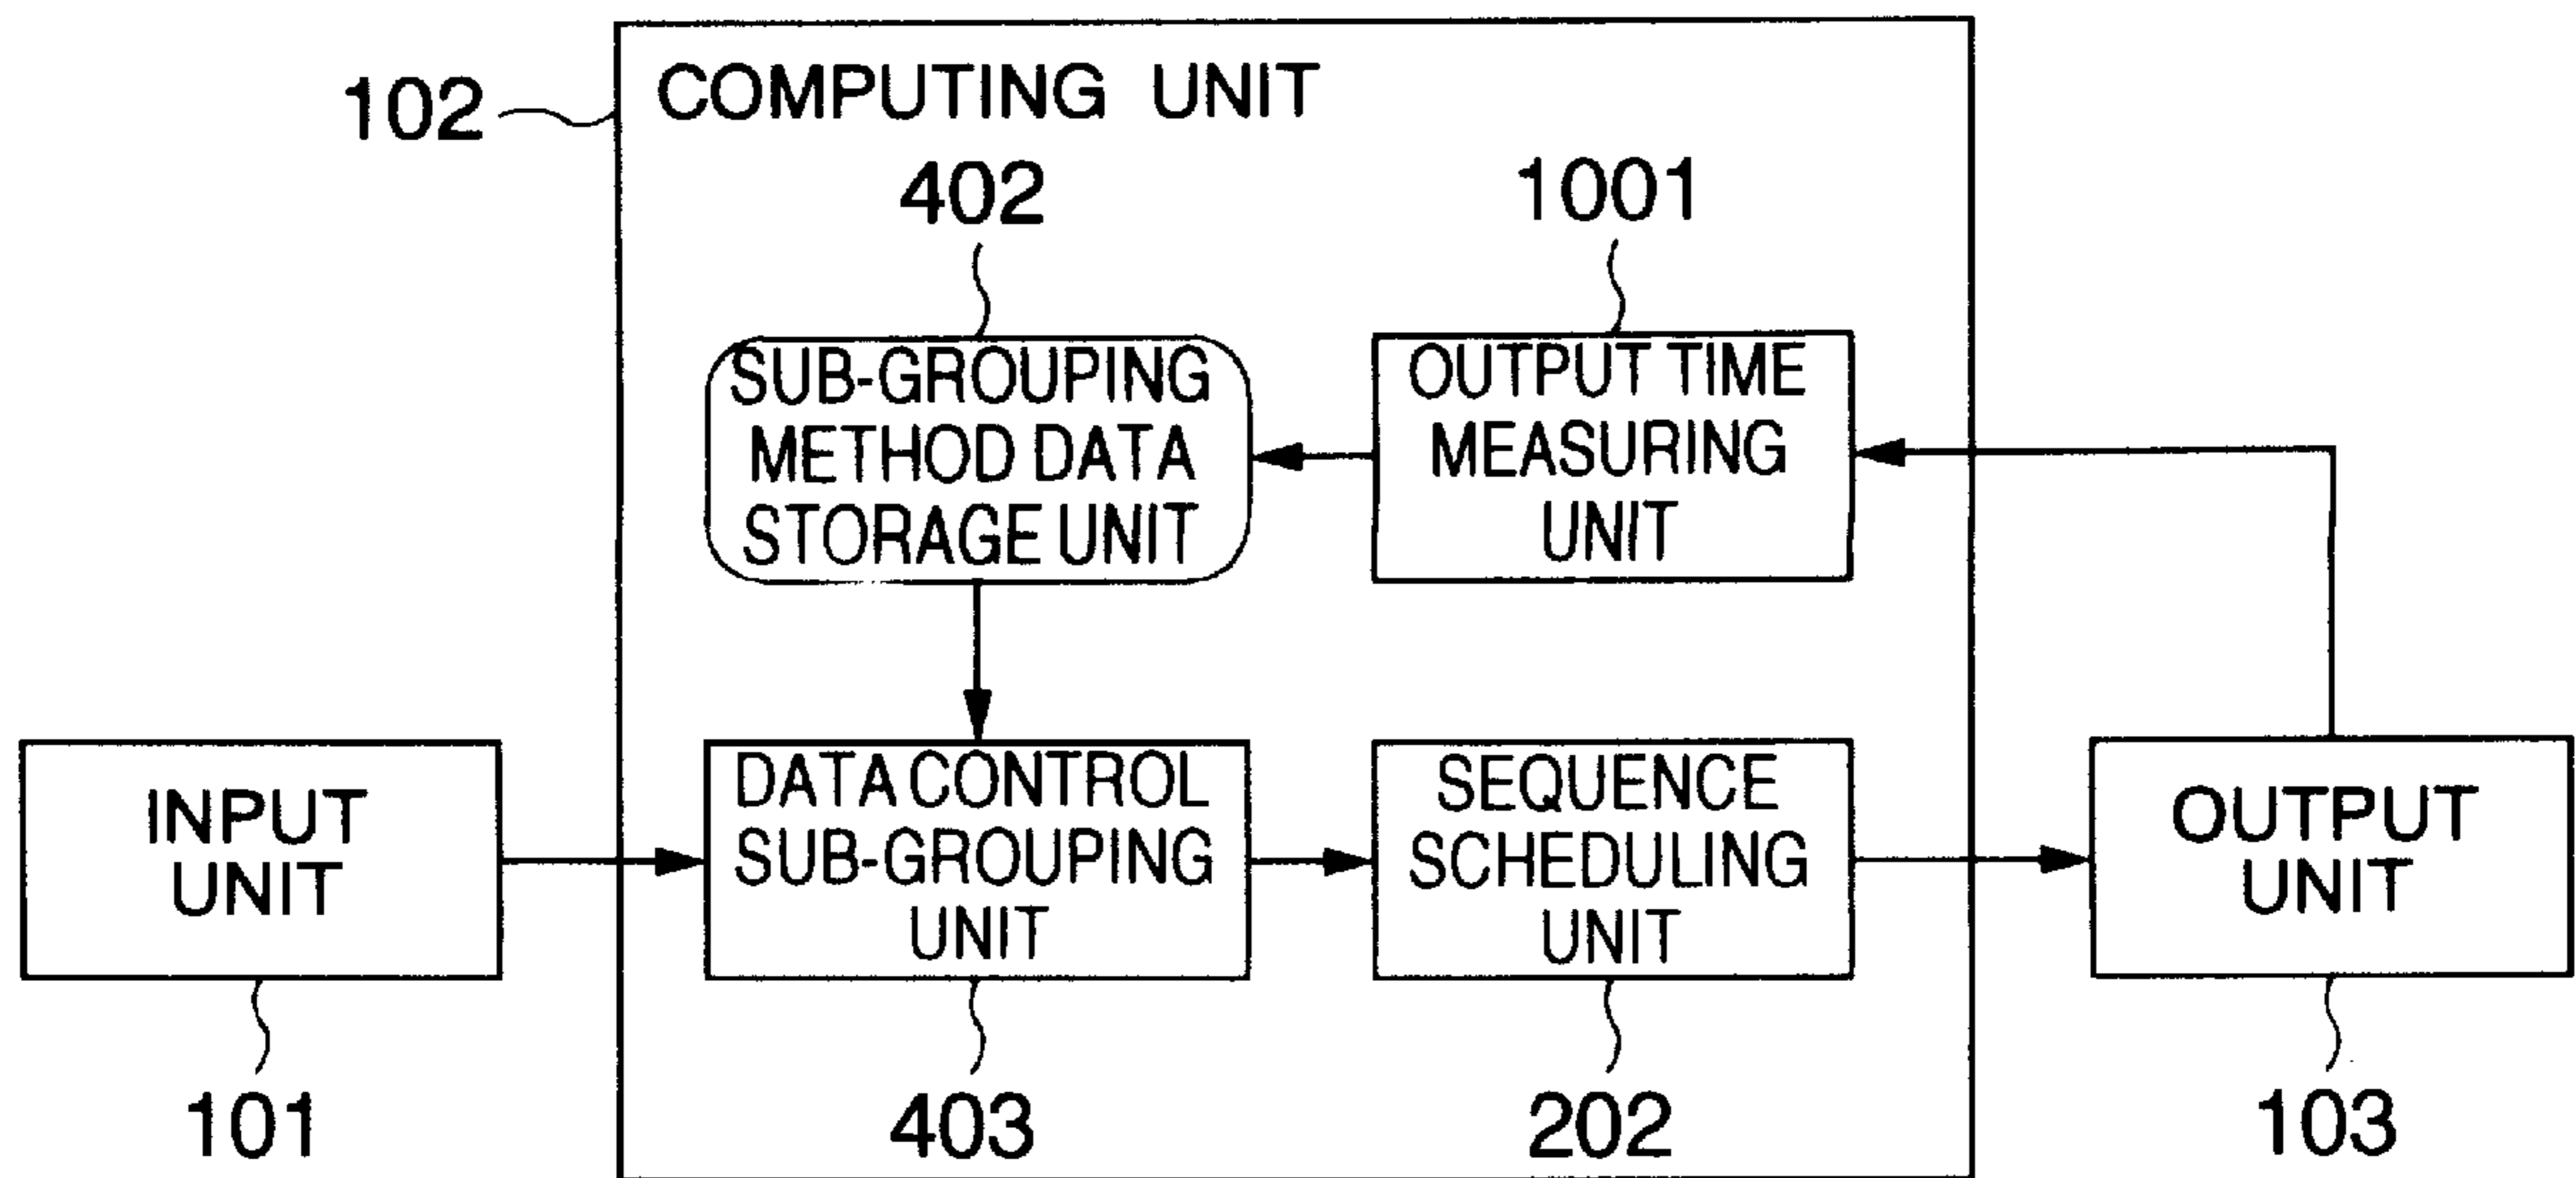 102
COMPUTING UNIT
402
1001
SUB-GROUPING
METHOD DATA
STORAGE UNIT
OUTPUT TIME
MEASURING
UNIT
INPUT
UNIT
DATA CONTROL
SUB-GROUPING
UNIT
SEQUENCE
SCHEDULING
UNIT
OUTPUT
UNIT
101
403
202
103